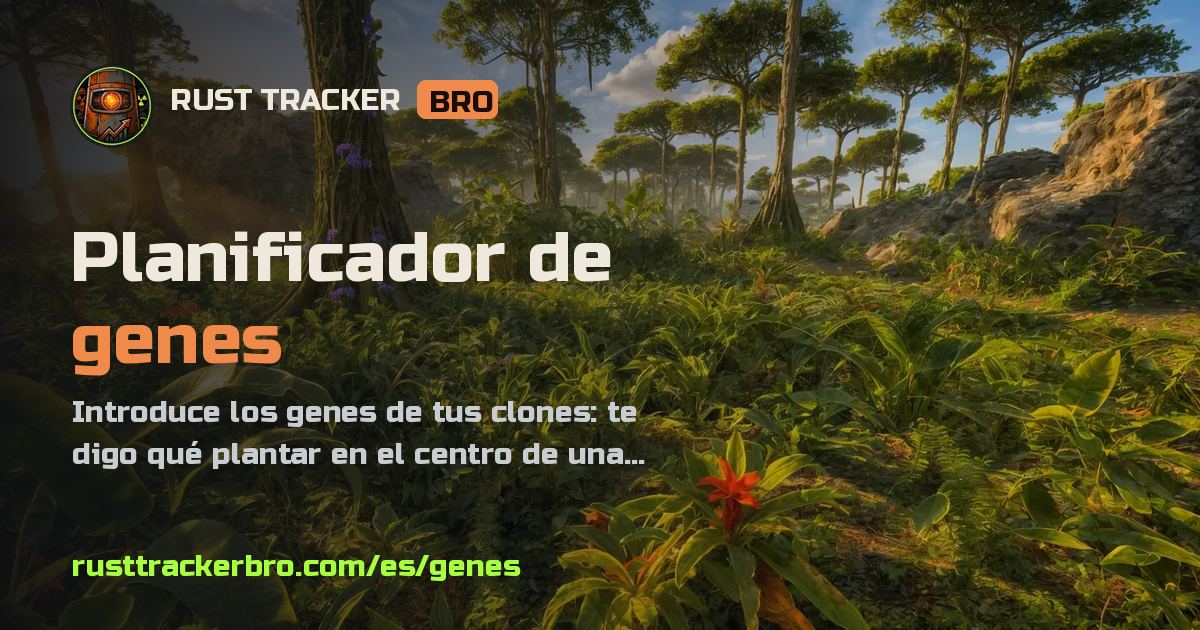 RUST TRACKER BRO
Planificador de
genes
Introduce los genes de tus clones: te
digo qué plantar en el centro de una...
rusttrackerbro.com/es/genes